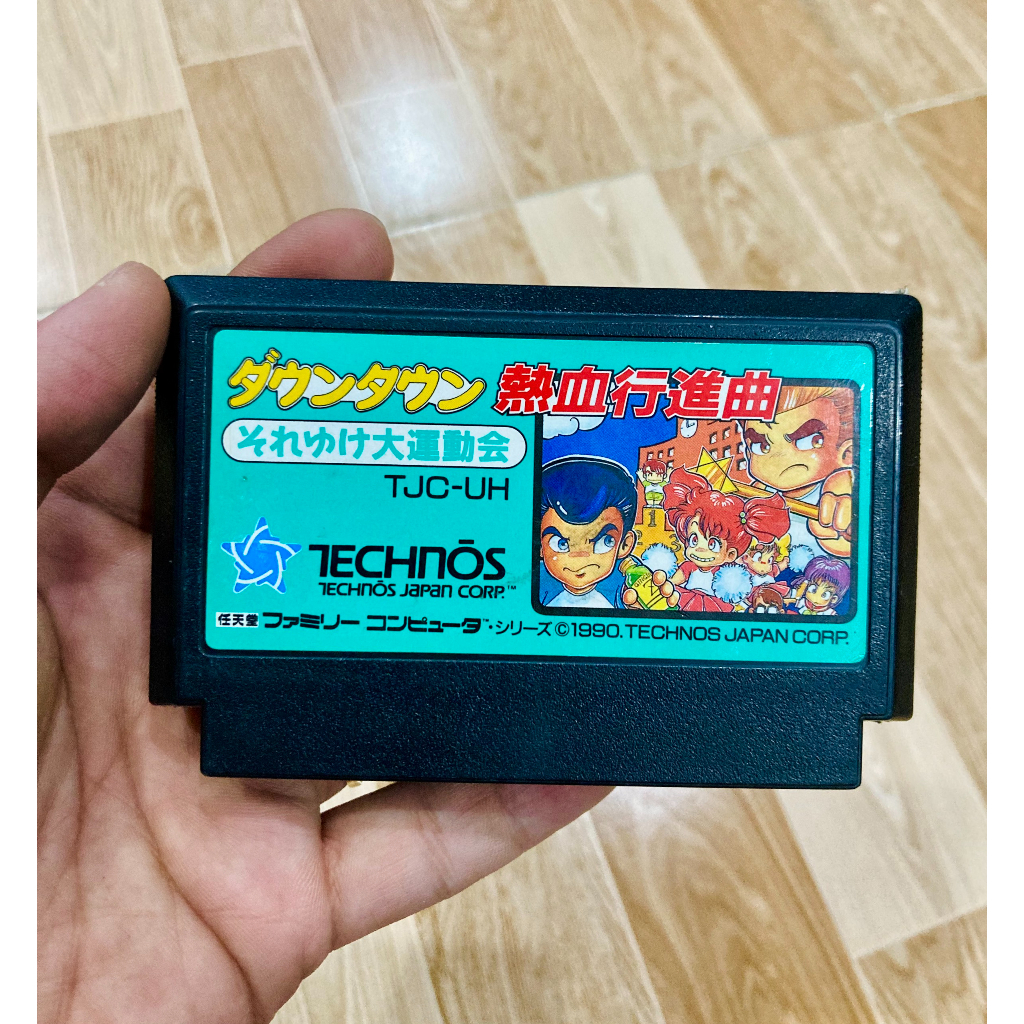 ダウンタウン 熱血行進曲
それゆけ大運動会
TJC-UH
TECHNŌS
TECHNŌS JAPAN CORP.™
任天堂 ファミリー コンピュータ™・シリーズ©1990.TECHNOS JAPAN CORP.
1